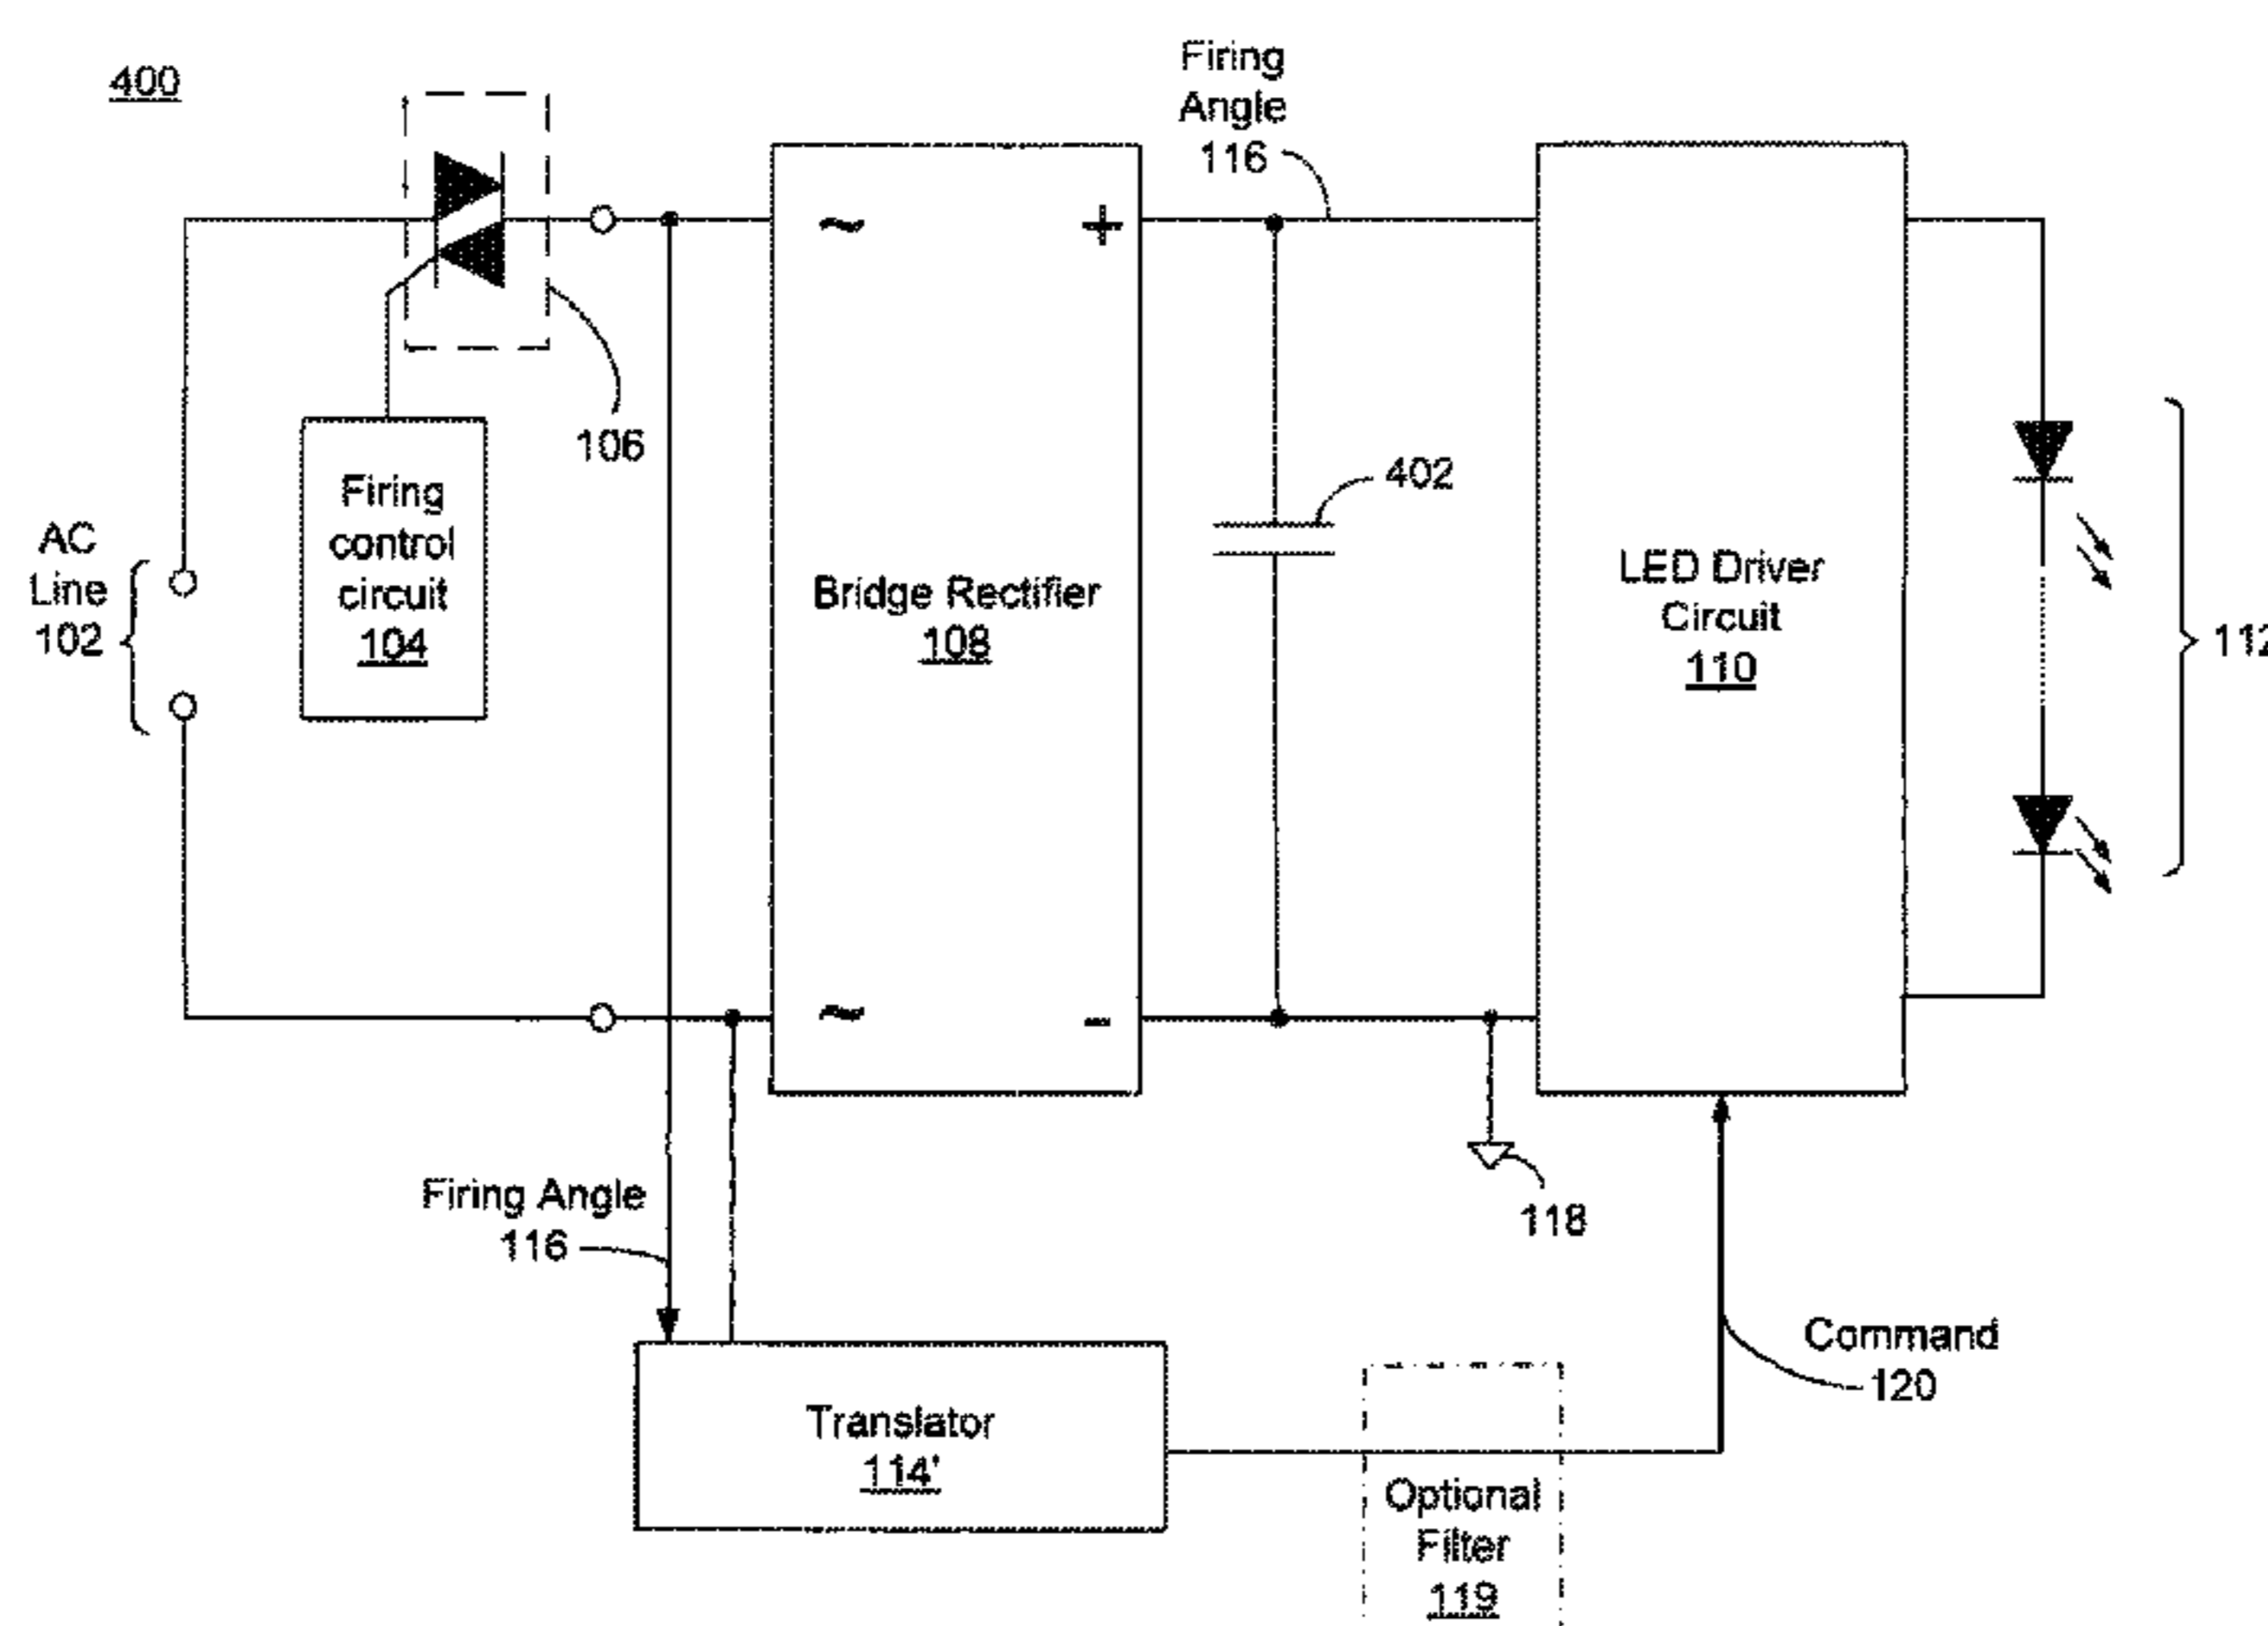 400
Firing
Angle
116
106
Firing
control
circuit
104
AC
Line
102
~
+
~
-
Bridge Rectifier
108
402
LED Driver
Circuit
110
112
Firing Angle
116
118
Translator
114'
Command
120
Optional
Filter
119